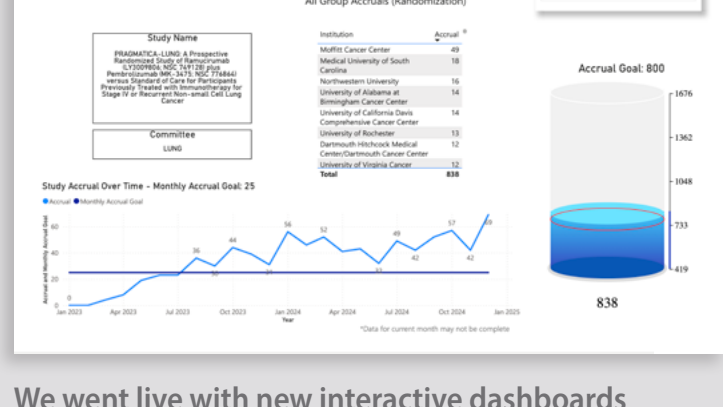 All Group Accruals (Randomization)
Study Name
PRAGMATICA-LUNG: A Prospective
Randomized Study of Ramucirumab
(LY3009806; NSC 749128) plus
Pembrolizumab (MK-3475; NSC 776864)
versus Standard of Care for Participants
Previously Treated with Immunotherapy for
Stage IV or Recurrent Non-small Cell Lung
Cancer
Committee
LUNG
Institution Accrual
Moffitt Cancer Center 49
Medical University of South 18
Carolina
Northwestern University 16
University of Alabama at 14
Birmingham Cancer Center
University of California Davis 14
Comprehensive Cancer Center
University of Rochester 13
Dartmouth Hitchcock Medical 12
Center/Dartmouth Cancer Center
University of Virginia Cancer 12
Total 838
Accrual Goal: 800
1676
1362
1048
733
419
838
Study Accrual Over Time - Monthly Accrual Goal: 25
Accrual Monthly Accrual Goal
Accrual and Monthly Accrual Goal
60
40
20
0
0
36
30
44
56
52
49
42
57
42
69
Jan 2023 Apr 2023 Jul 2023 Oct 2023 Jan 2024 Apr 2024 Jul 2024 Oct 2024 Jan 2025
Year
*Data for current month may not be complete
We went live with new interactive dashboards